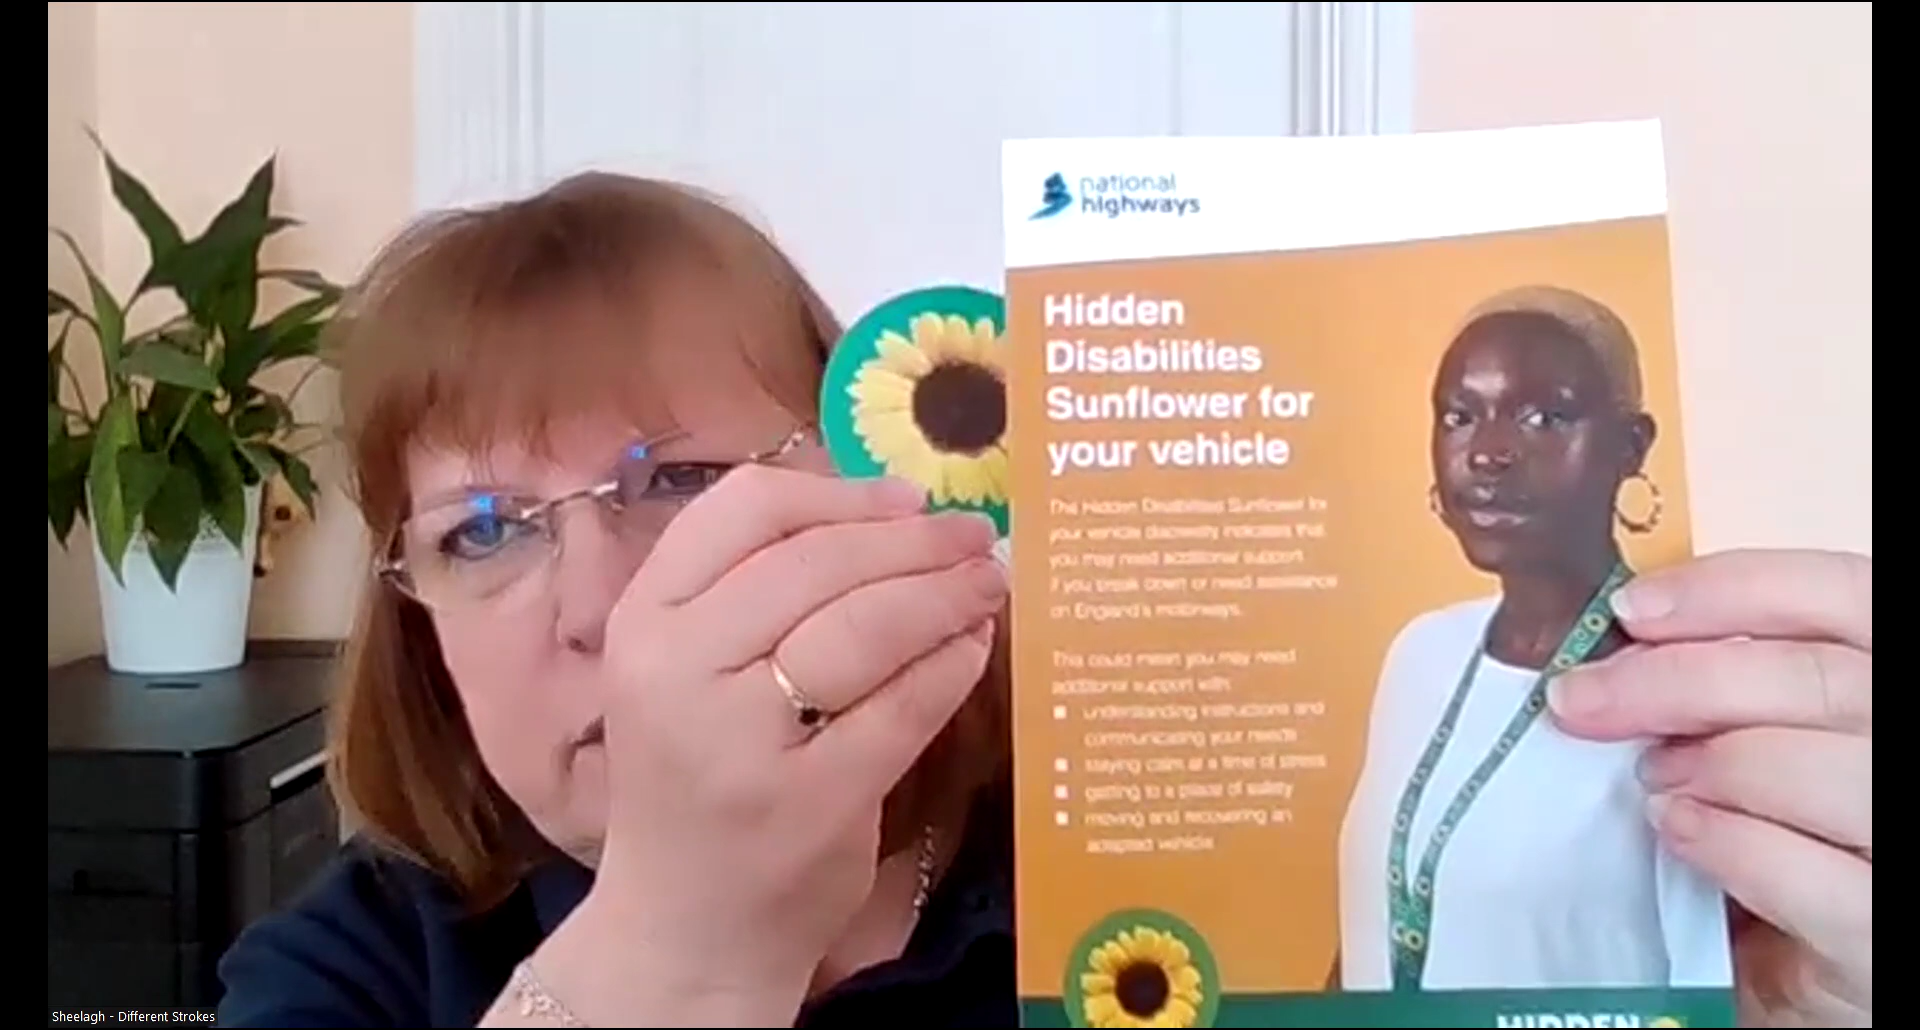 national
highways
Hidden
Disabilities
Sunflower for
your vehicle
The Hidden Disabilities Sunflower for
your vehicle discreetly indicates that
you may need additional support
if you break down or need assistance
on England's motorways.
This could mean you may need
additional support with:
understanding instructions and
communicating your needs
staying calm at a time of stress
getting to a place of safety
moving and recovering an
adapted vehicle
HIDDEN
Sheelagh - Different Strokes